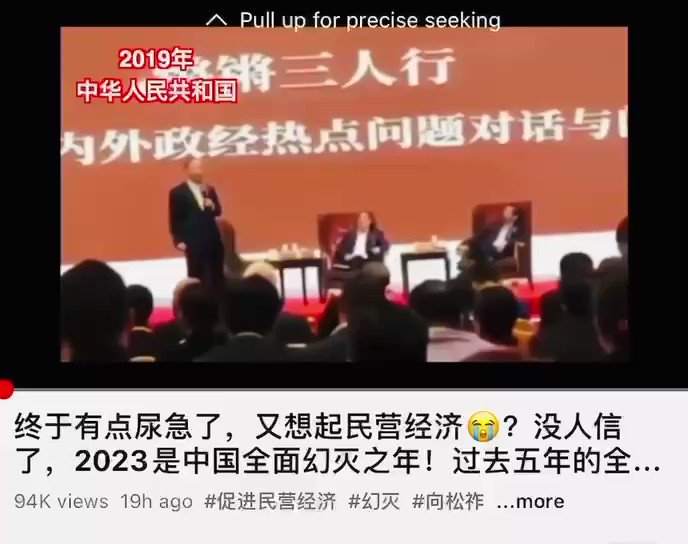 Pull up for precise seeking
2019年
中华人民共和国
锵三人行
内外政经热点问题对话与
终于有点尿急了，又想起民营经济😭？没人信
了，2023是中国全面幻灭之年！过去五年的全...
94K views 19h ago #促进民营经济 #幻灭 #向松祚 ...more